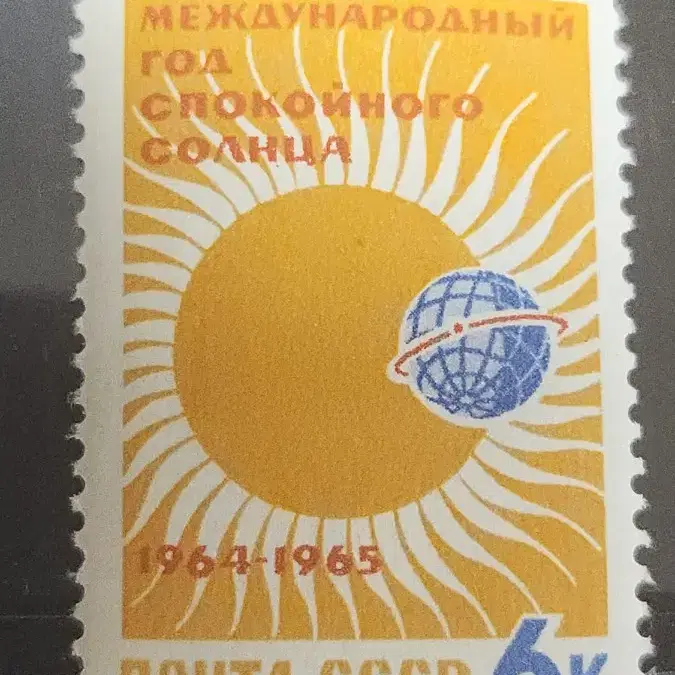 МЕЖДУНАРОДНЫЙ
ГОД
СПОКОЙНОГО
СОЛНЦА
1964-1965
ПОЧТА СССР 6к